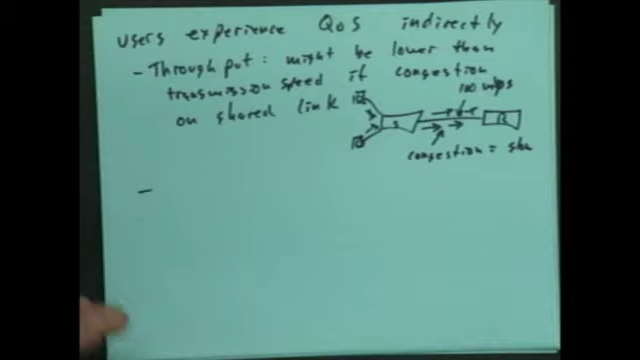 users experience QoS indirectly
- Throughput: might be lower than
transmission speed if congestion
on shared link
100 mbps
S
R
congestion = sha
-